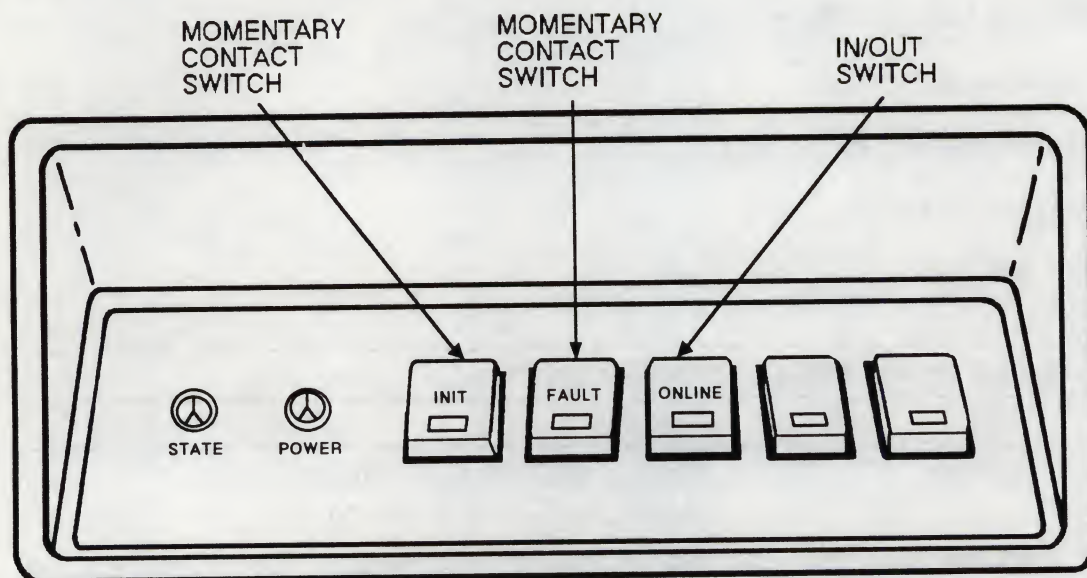 MOMENTARY
CONTACT
SWITCH
MOMENTARY
CONTACT
SWITCH
IN/OUT
SWITCH
INIT
FAULT
ONLINE
STATE
POWER